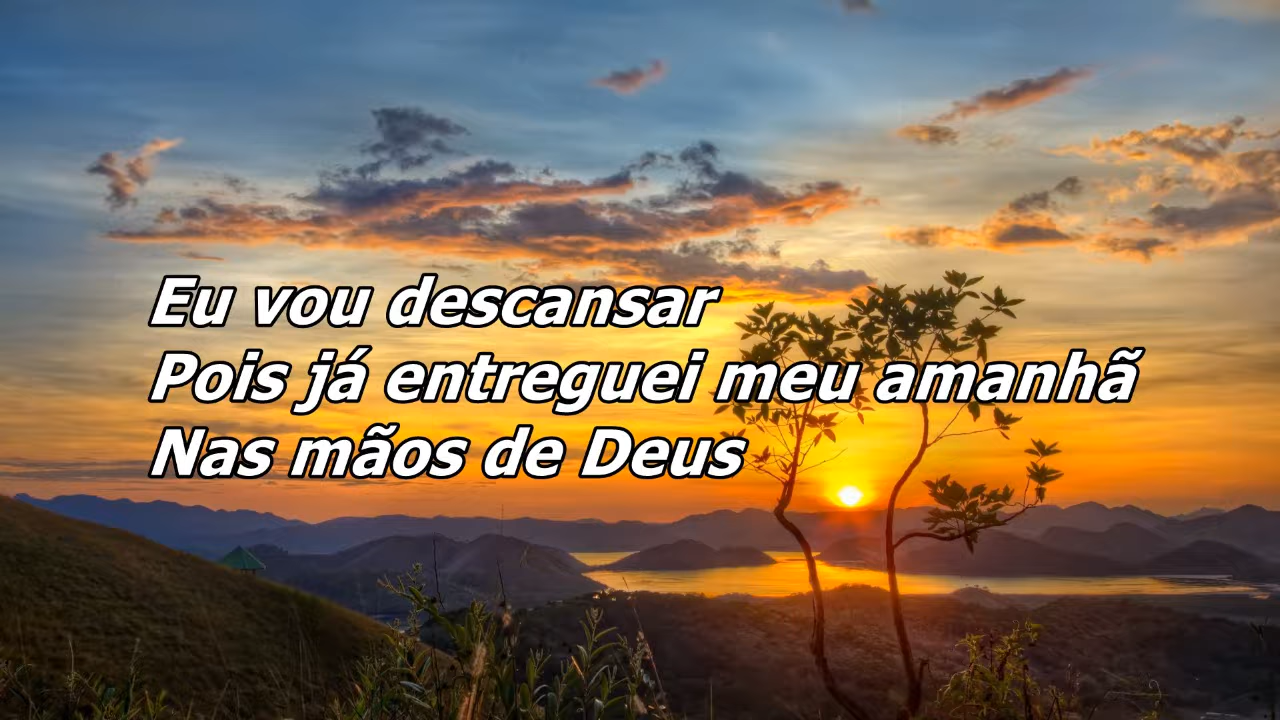 Eu vou descansar
Pois já entreguei meu amanhã
Nas mãos de Deus